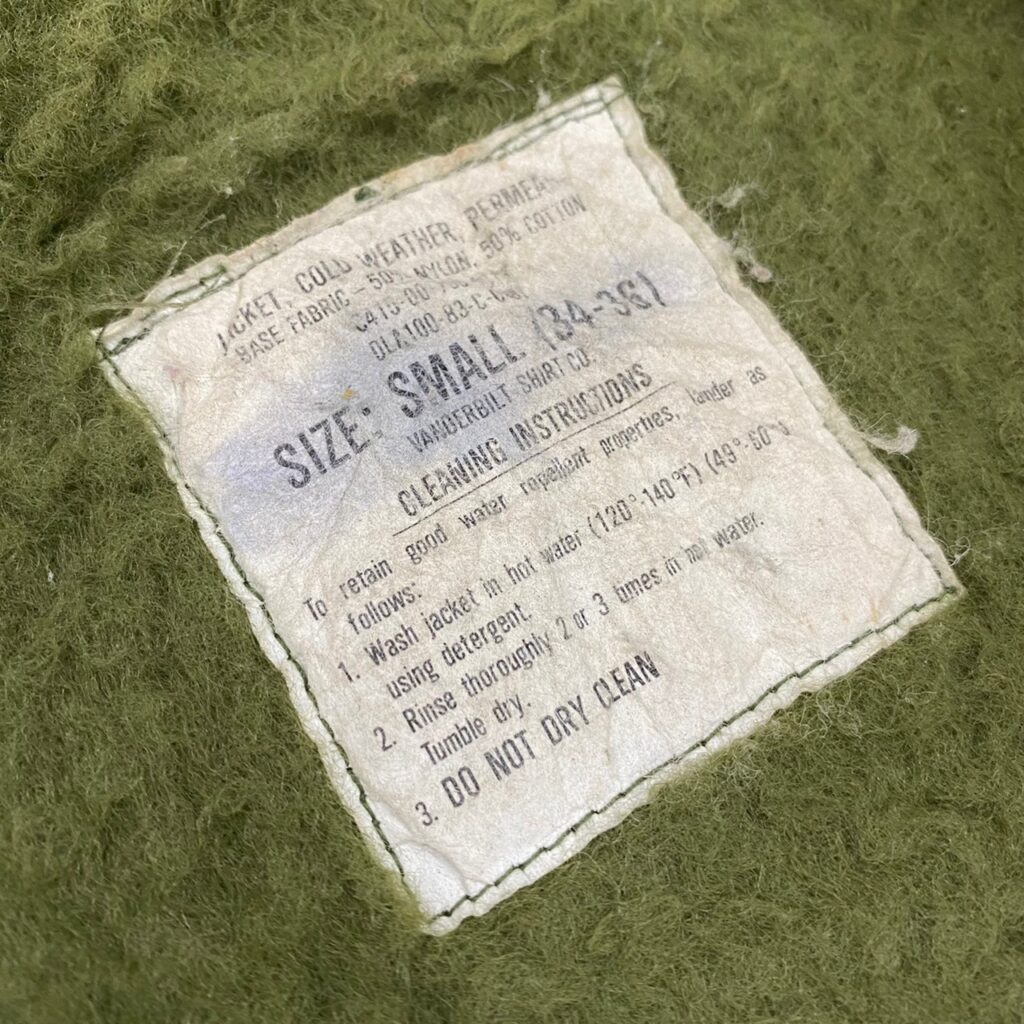 JACKET, COLD WEATHER, PERMEA
BASE FABRIC – 50% NYLON, 50% COTTON
8415-00
DLA100-83-C-
SIZE: SMALL (34-36)
VANDERBILT SHIRT CO.
CLEANING INSTRUCTIONS
To retain good water repellent properties, lander as
follows:
1. Wash jacket in hot water (120°-140°F) (49°-60°
using detergent.
2. Rinse thoroughly 2 or 3 times in hot water.
Tumble dry.
3. DO NOT DRY CLEAN